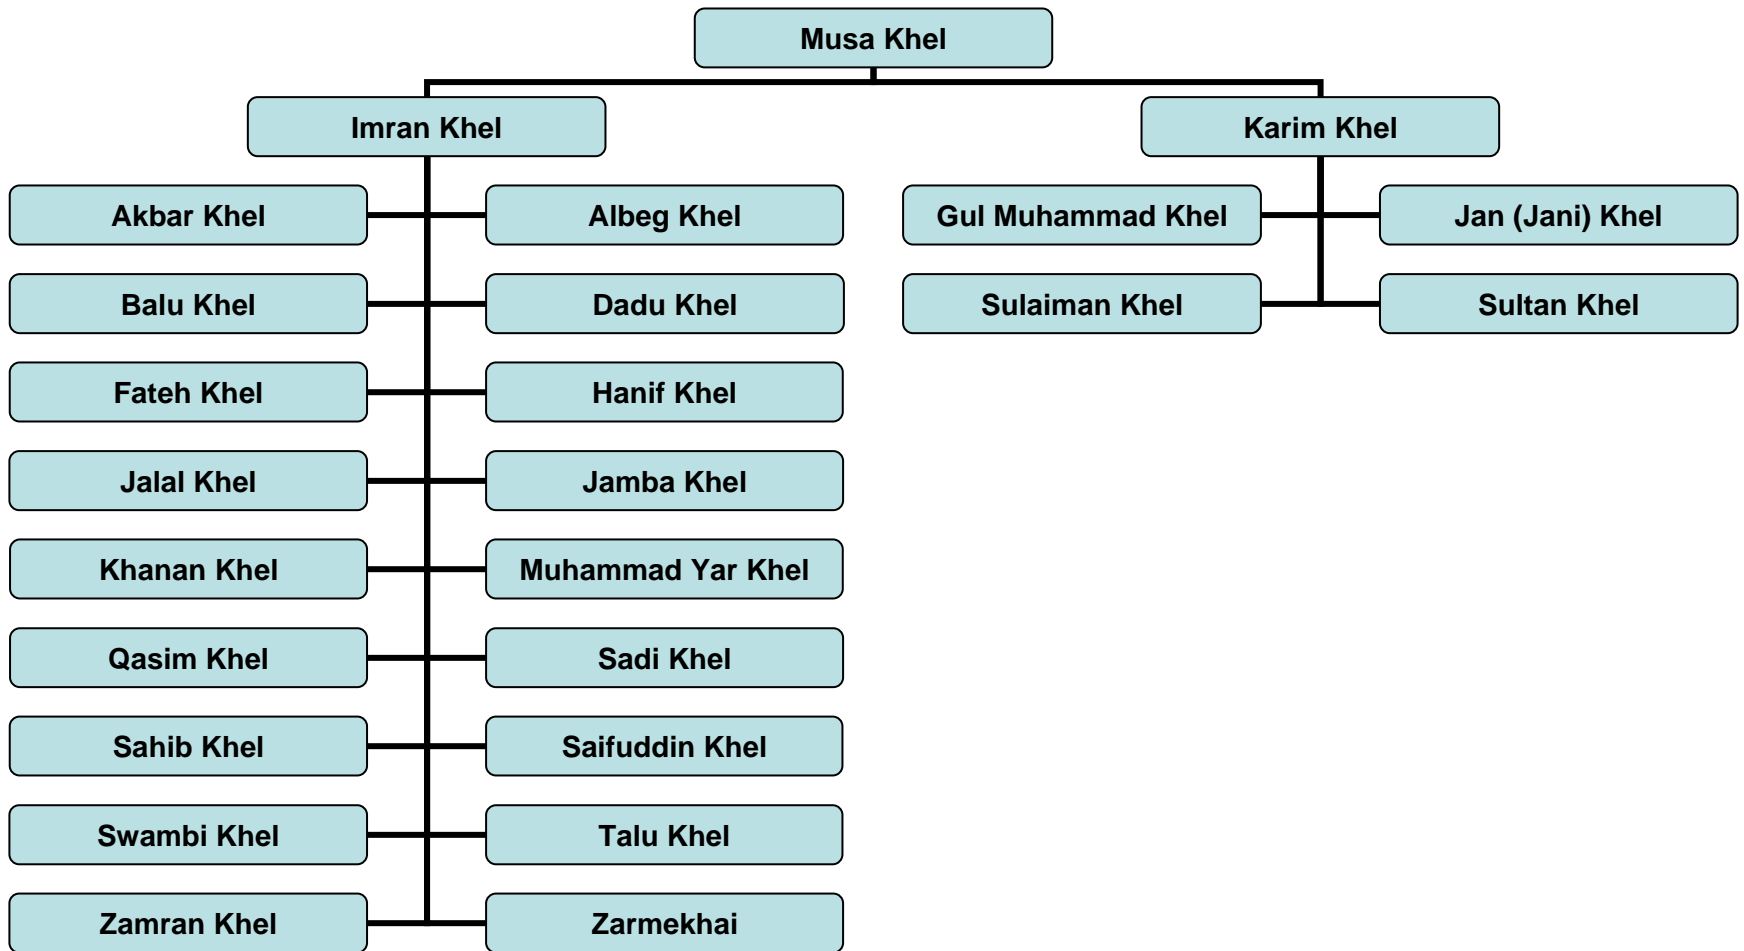 Musa Khel
Imran Khel
Karim Khel
Akbar Khel
Albeg Khel
Gul Muhammad Khel
Jan (Jani) Khel
Balu Khel
Dadu Khel
Sulaiman Khel
Sultan Khel
Fateh Khel
Hanif Khel
Jalal Khel
Jamba Khel
Khanan Khel
Muhammad Yar Khel
Qasim Khel
Sadi Khel
Sahib Khel
Saifuddin Khel
Swambi Khel
Talu Khel
Zamran Khel
Zarmekhai